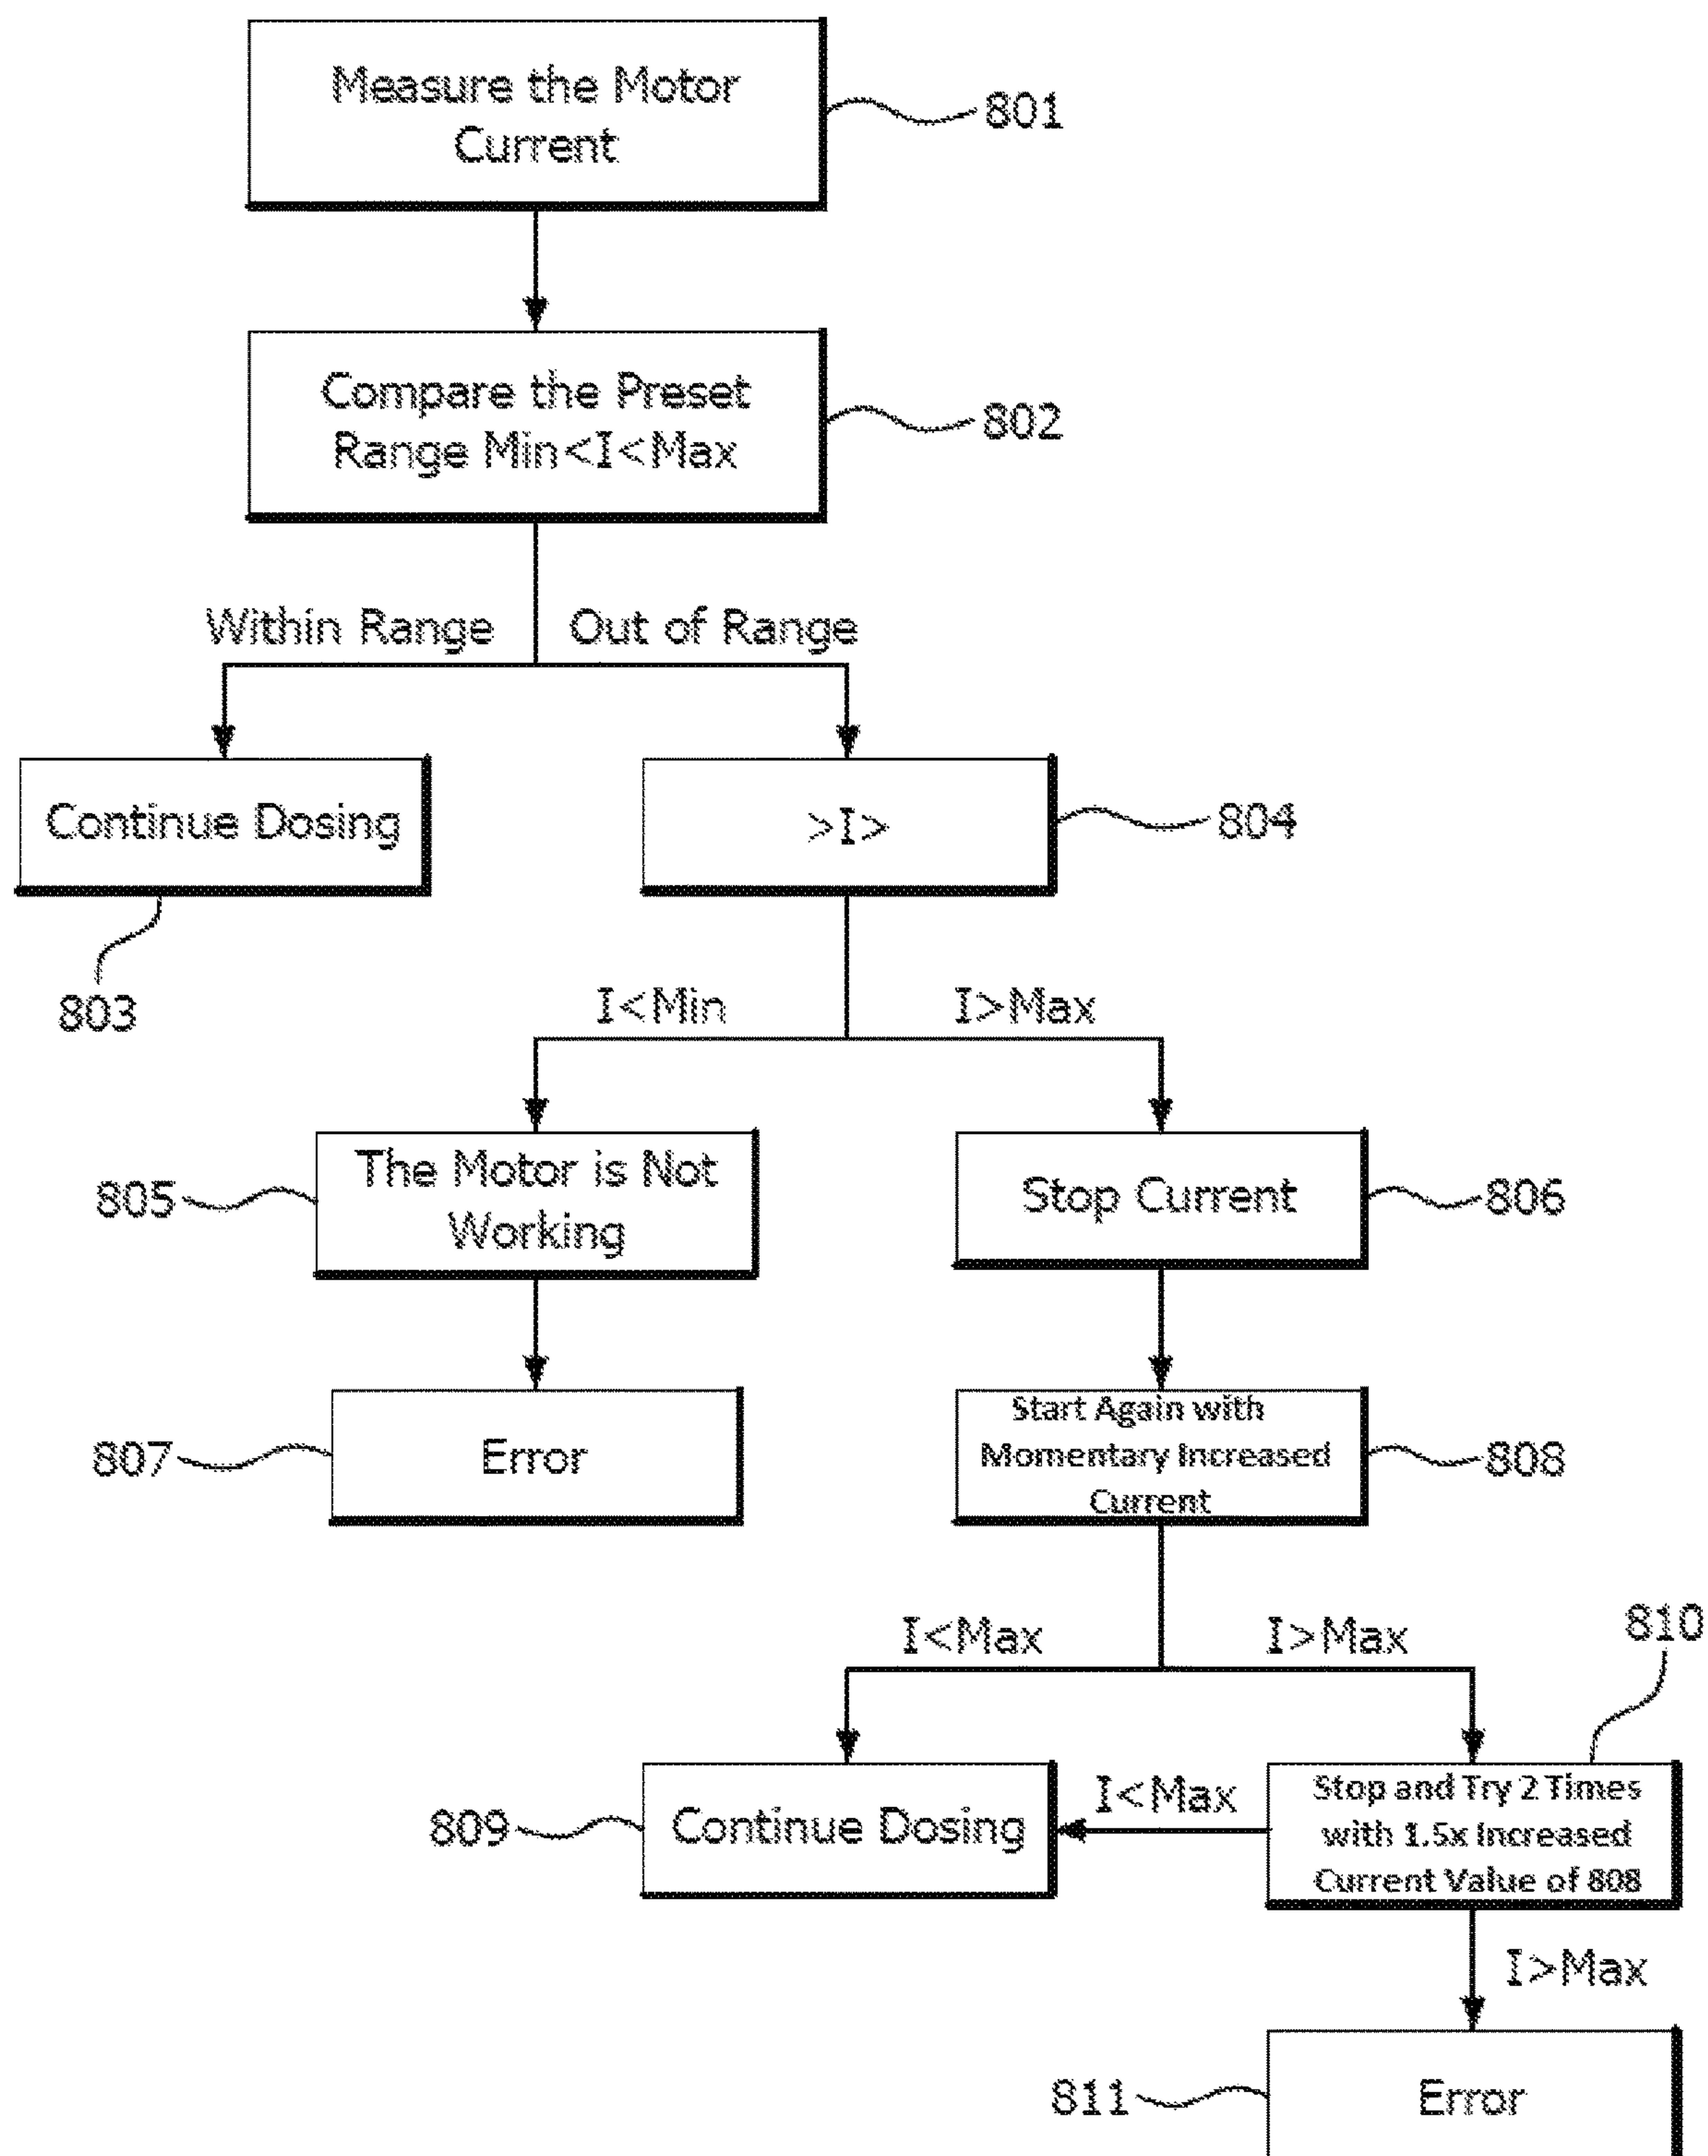 Measure the Motor
Current
801
Compare the Preset
Range Min<I<Max
802
Within Range
Out of Range
Continue Dosing
803
>I>
804
I<Min
I>Max
805
The Motor is Not
Working
Stop Current
806
807
Error
Start Again with
Momentary Increased
Current
808
I<Max
I>Max
810
809
Continue Dosing
I<Max
Stop and Try 2 Times
with 1.5x Increased
Current Value of 808
I>Max
811
Error